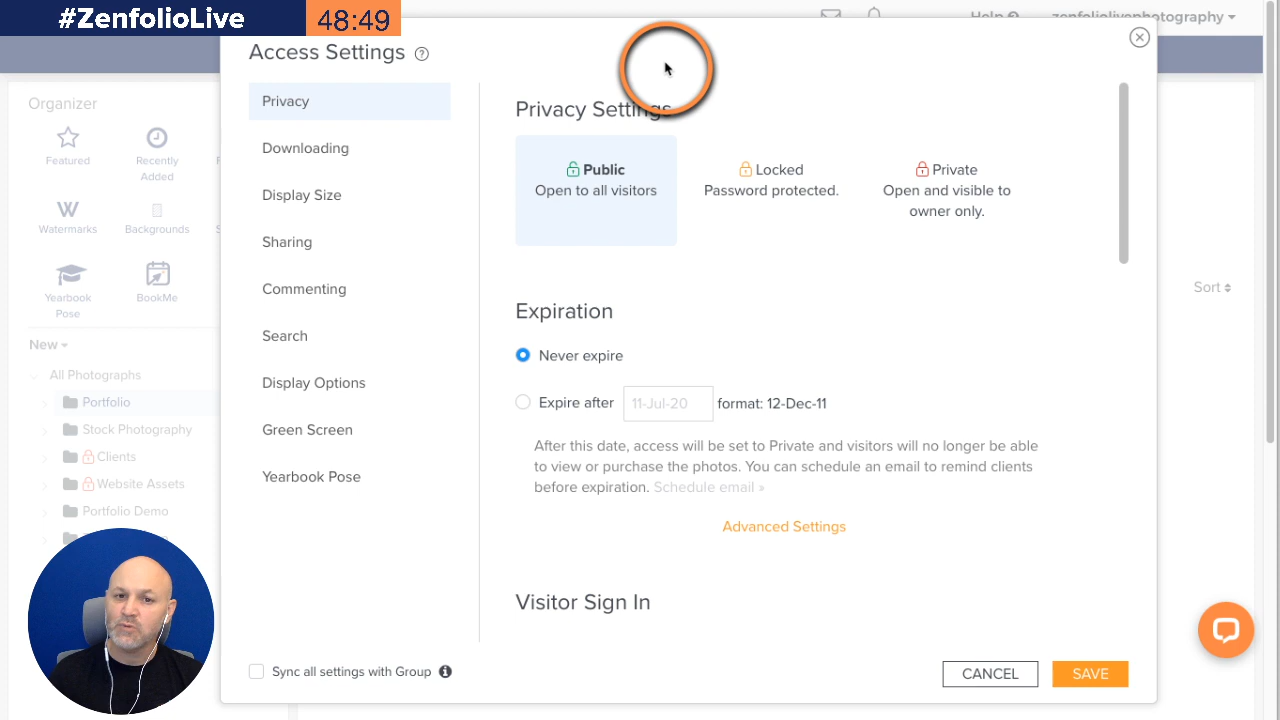 #ZenfolioLive
48:49
Help
zenfoliolivephotography
Access Settings ?
Organizer
Featured
Recently
Added
Watermarks
Backgrounds
Yearbook
Pose
BookMe
New
All Photographs
Portfolio
Stock Photography
Clients
Website Assets
Portfolio Demo
Privacy
Downloading
Display Size
Sharing
Commenting
Search
Display Options
Green Screen
Yearbook Pose
Privacy Settings
Public
Open to all visitors
Locked
Password protected.
Private
Open and visible to
owner only.
Sort
Expiration
Never expire
Expire after 11-Jul-20 format: 12-Dec-11
After this date, access will be set to Private and visitors will no longer be able
to view or purchase the photos. You can schedule an email to remind clients
before expiration. Schedule email »
Advanced Settings
Visitor Sign In
Sync all settings with Group
CANCEL
SAVE